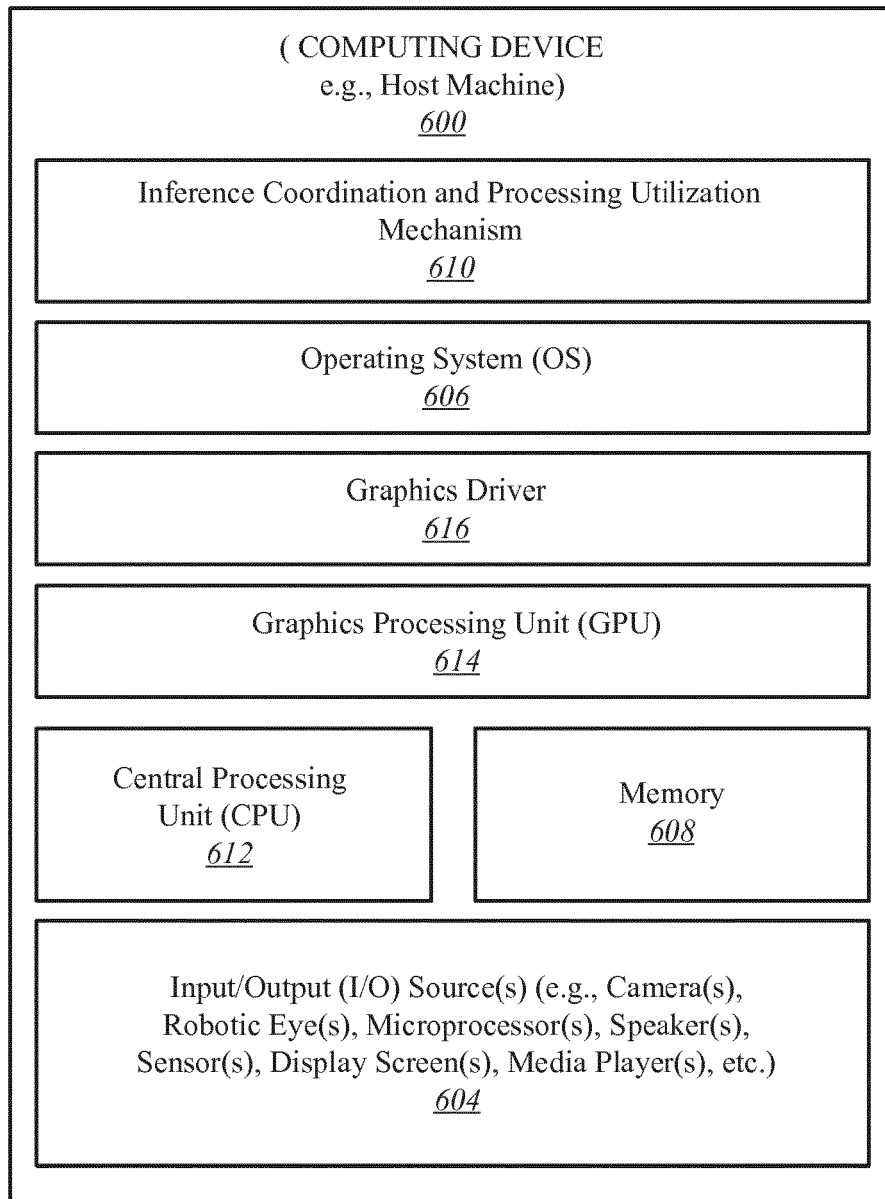 ( COMPUTING DEVICE
e.g., Host Machine)
600
Inference Coordination and Processing Utilization
Mechanism
610
Operating System (OS)
606
Graphics Driver
616
Graphics Processing Unit (GPU)
614
Central Processing
Unit (CPU)
612
Memory
608
Input/Output (I/O) Source(s) (e.g., Camera(s),
Robotic Eye(s), Microprocessor(s), Speaker(s),
Sensor(s), Display Screen(s), Media Player(s), etc.)
604